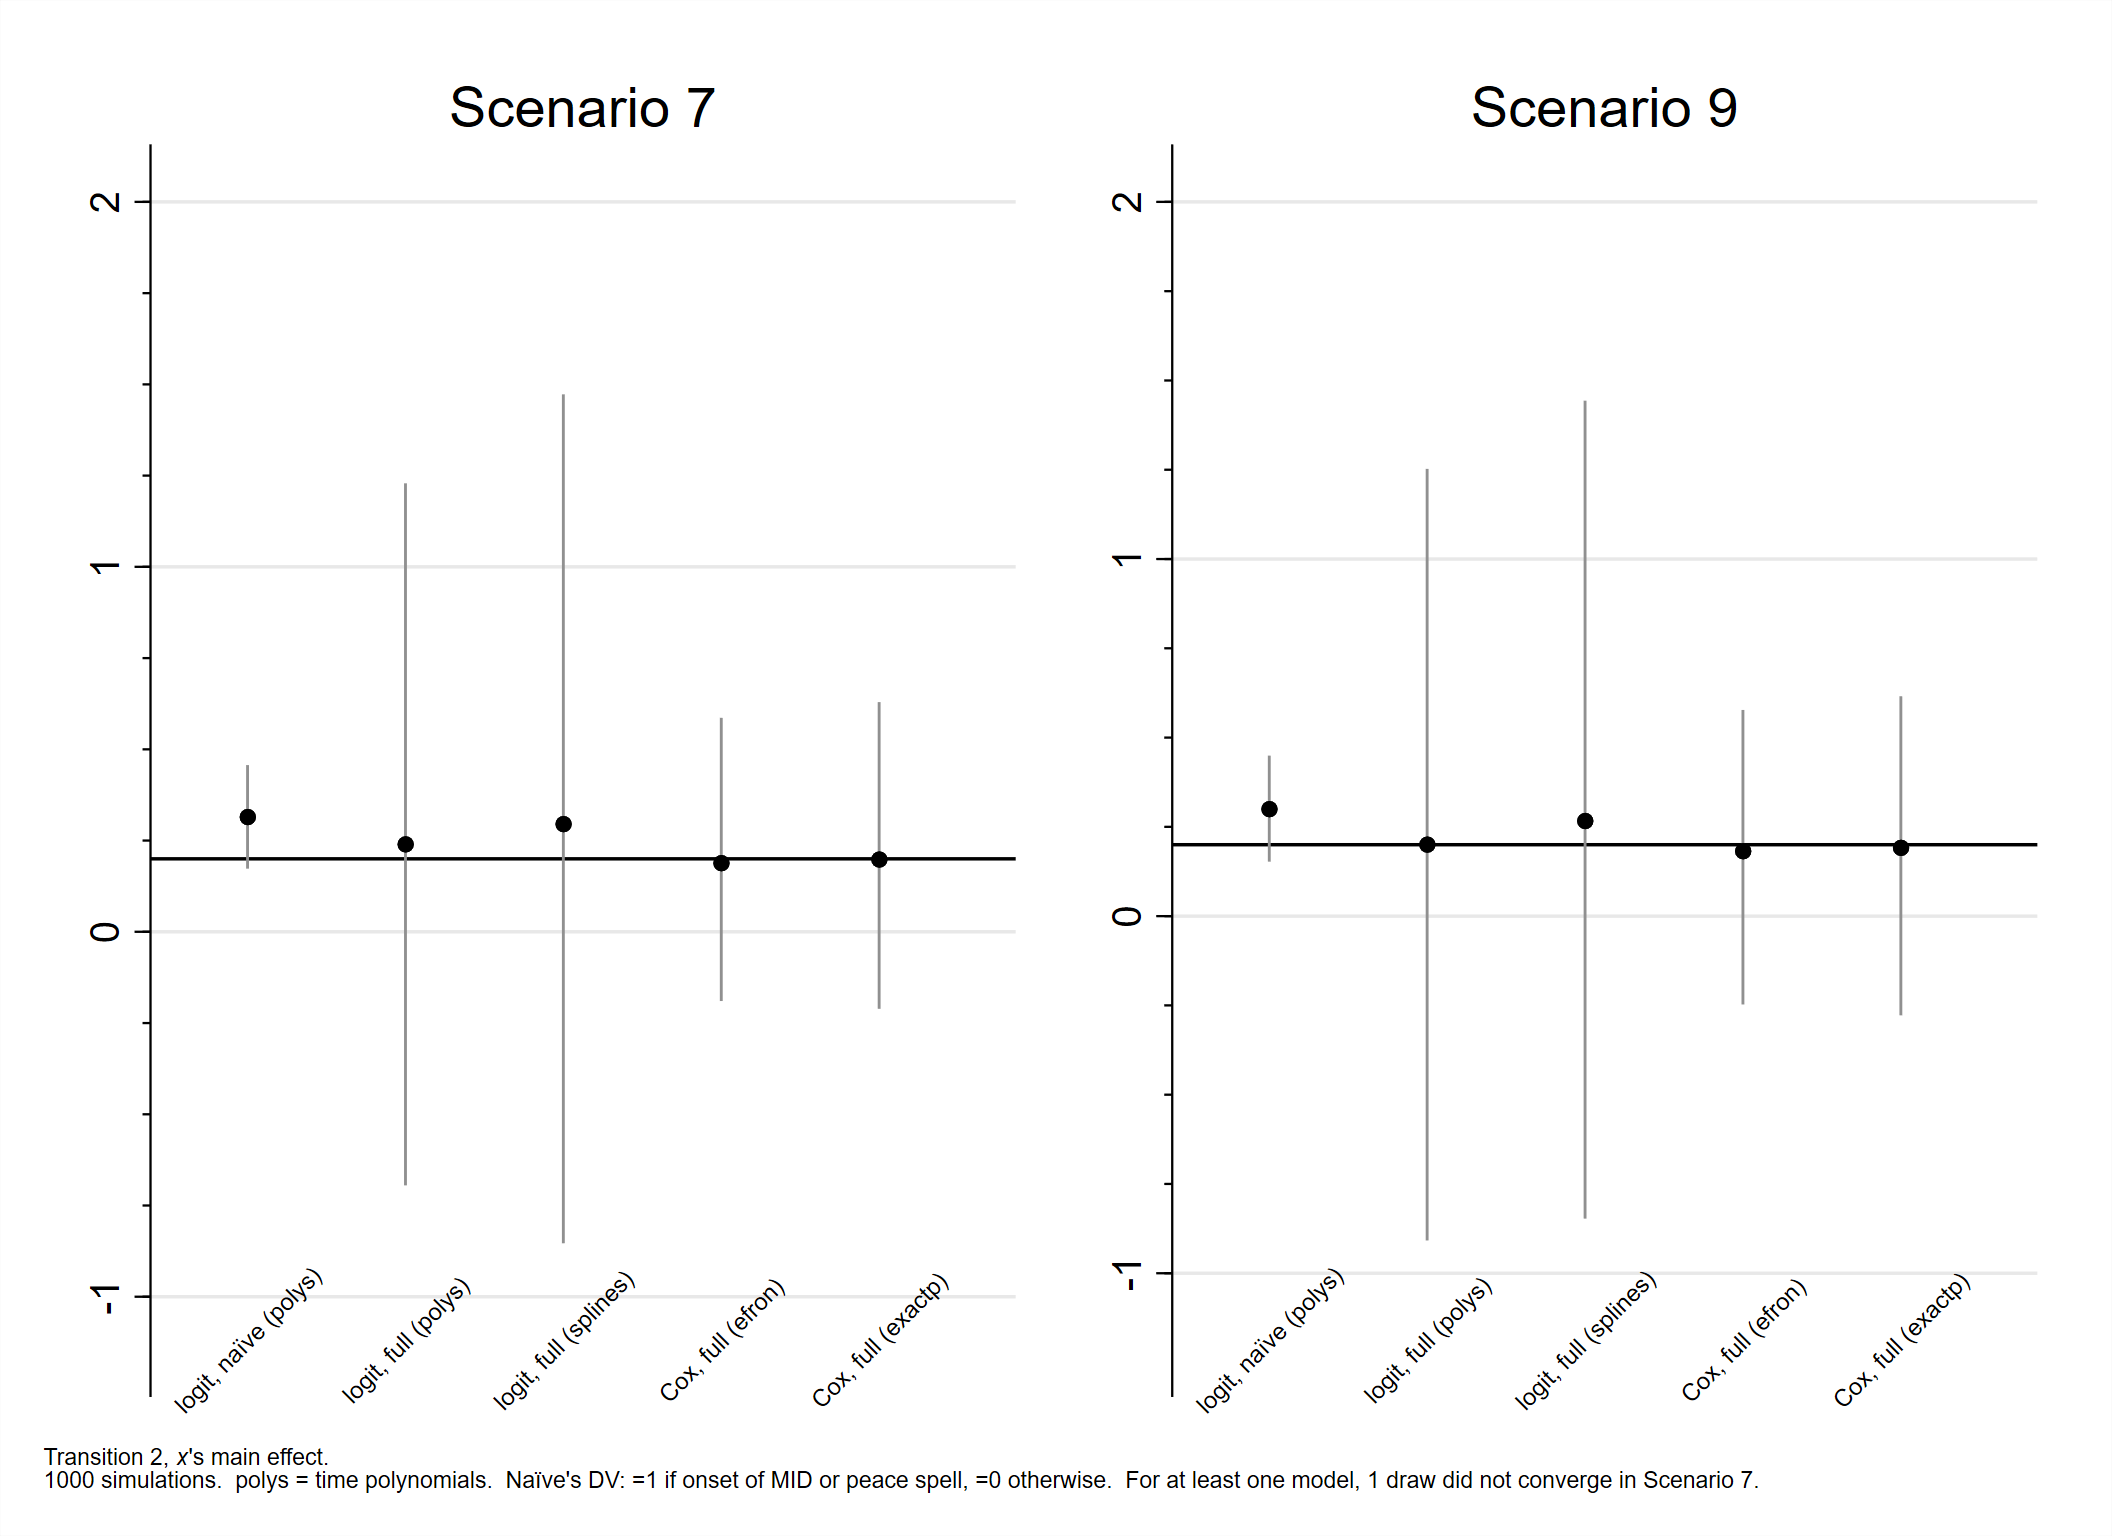 Scenario 7
2
1
0
-1
logit, naïve (polys)
logit, full (polys)
logit, full (splines)
Cox, full (efron)
Cox, full (exactp)
Scenario 9
2
1
0
-1
logit, naïve (polys)
logit, full (polys)
logit, full (splines)
Cox, full (efron)
Cox, full (exactp)
Transition 2, x's main effect.
1000 simulations.  polys = time polynomials.  Naïve's DV: =1 if onset of MID or peace spell, =0 otherwise.  For at least one model, 1 draw did not converge in Scenario 7.